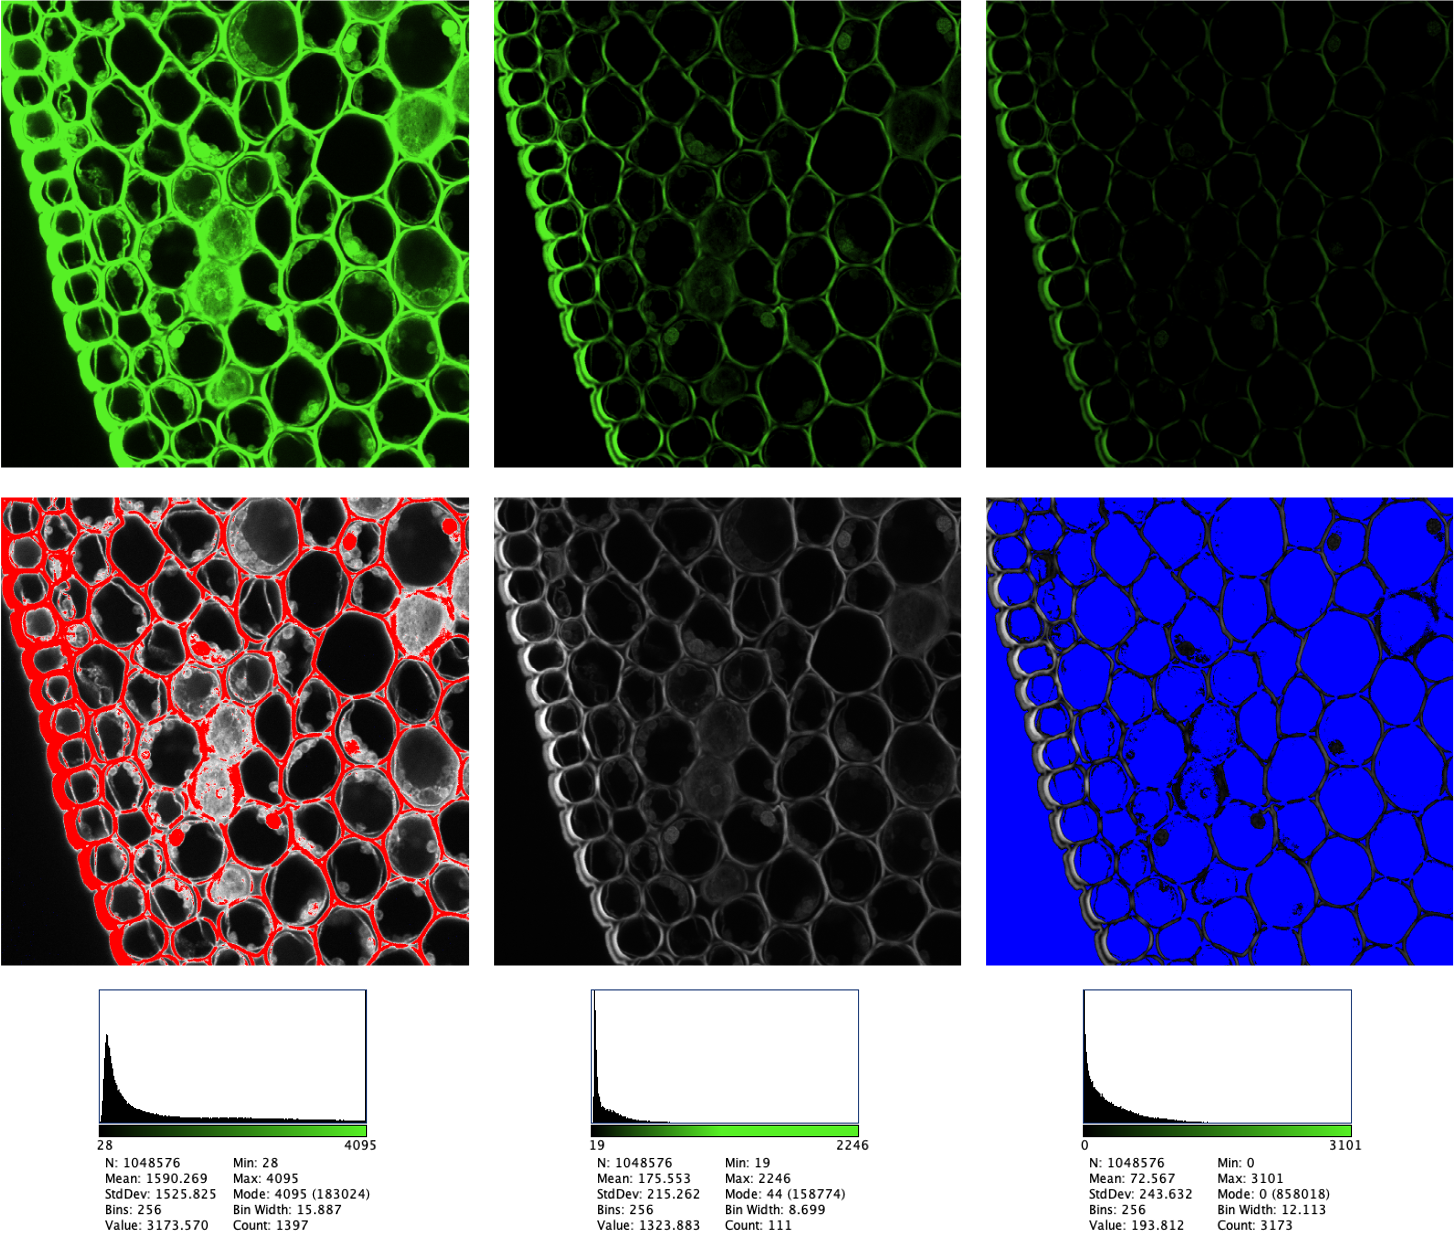 28 4095
N: 1048576 Min: 28
Mean: 1590.269 Max: 4095
StdDev: 1525.825 Mode: 4095 (183024)
Bins: 256 Bin Width: 15.887
Value: 3173.570 Count: 1397
19 2246
N: 1048576 Min: 19
Mean: 175.553 Max: 2246
StdDev: 215.262 Mode: 44 (158774)
Bins: 256 Bin Width: 8.699
Value: 1323.883 Count: 111
0 3101
N: 1048576 Min: 0
Mean: 72.567 Max: 3101
StdDev: 243.632 Mode: 0 (858018)
Bins: 256 Bin Width: 12.113
Value: 193.812 Count: 3173